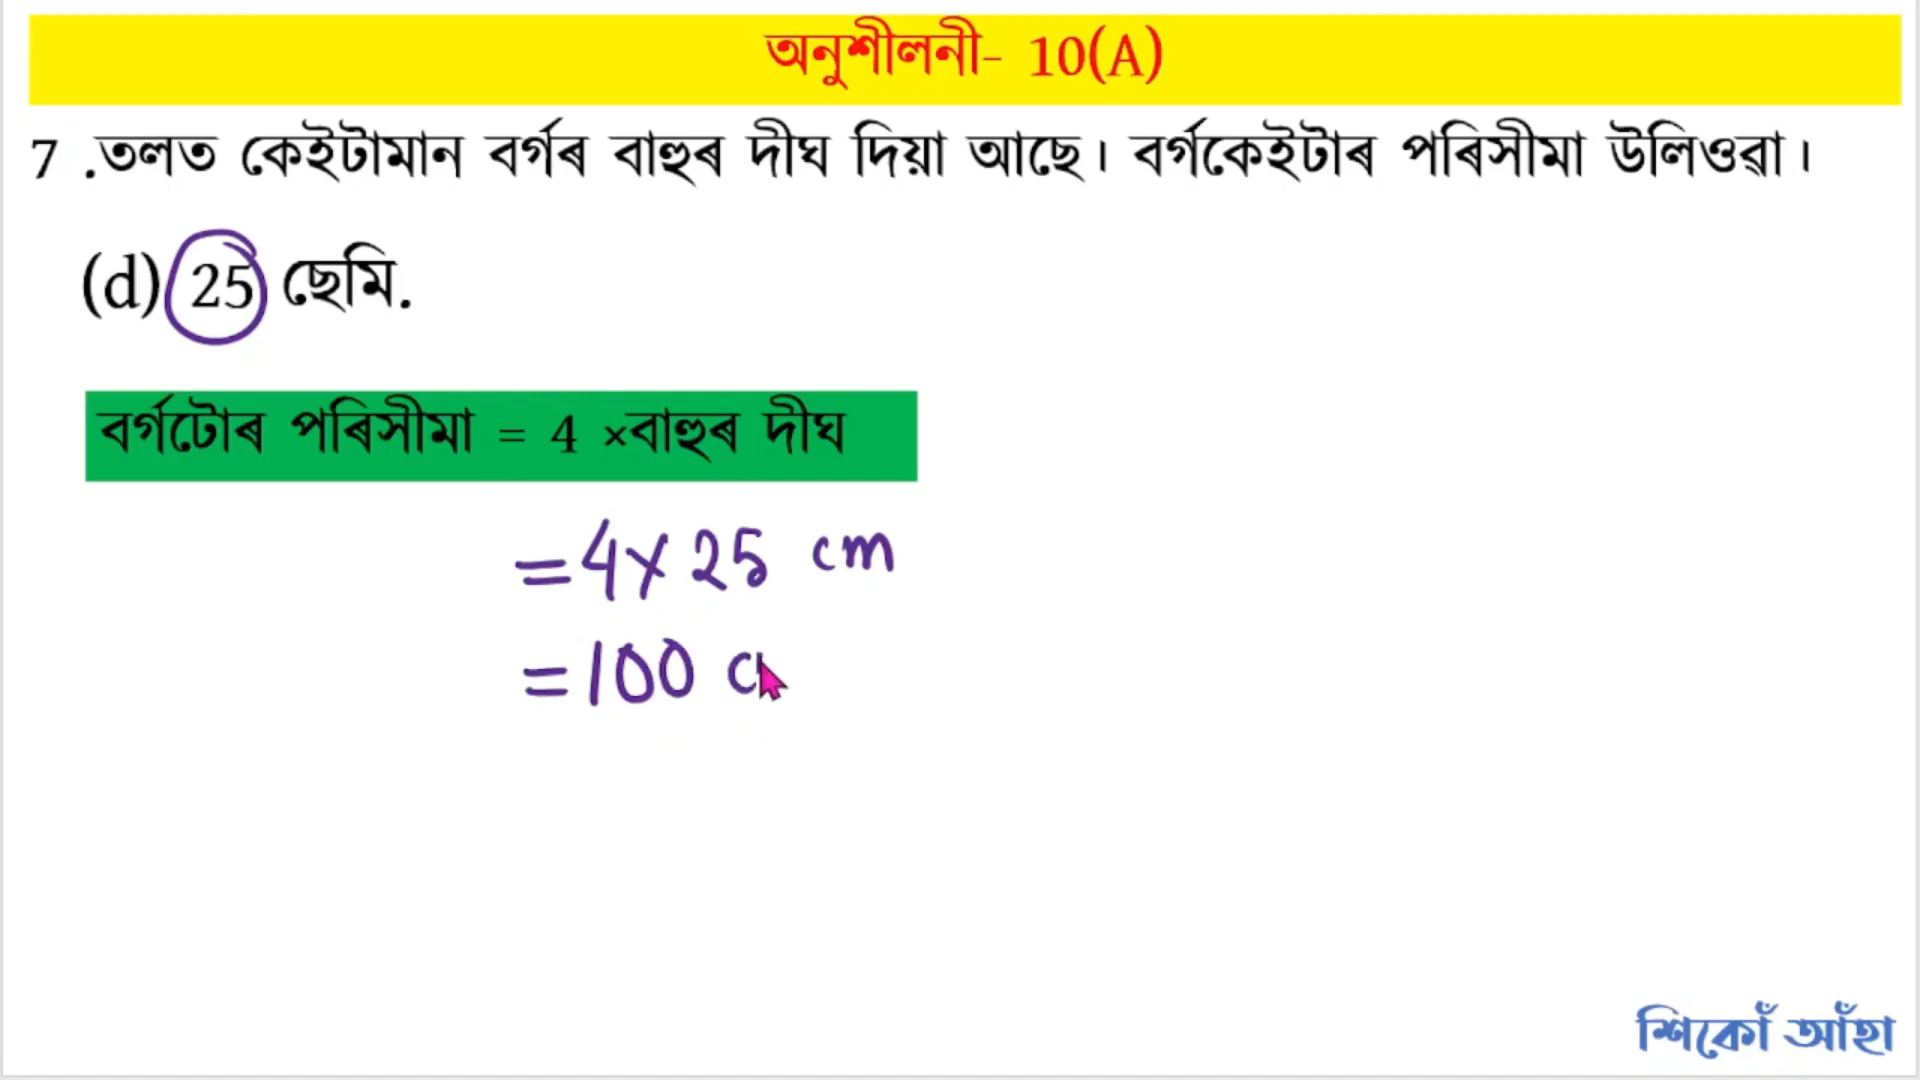 অনুশীলনী- 10(A)
7 .তলত কেইটামান বৰ্গৰ বাহুৰ দীঘ দিয়া আছে। বৰ্গকেইটাৰ পৰিসীমা উলিওৱা।
(d) 25 ছেমি.
বৰ্গটোৰ পৰিসীমা = 4 ×বাহুৰ দীঘ
= 4 × 25 cm
= 100 c
শিকোঁ আঁহা